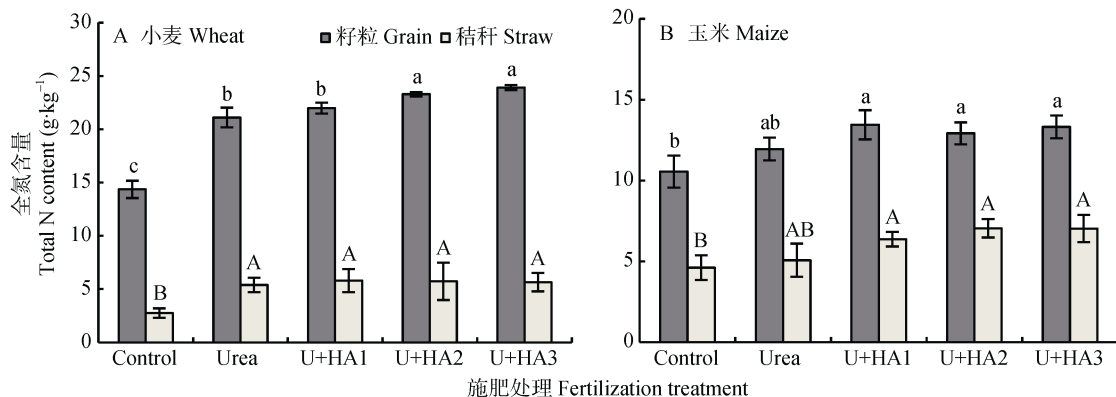 全氮含量
Total N content (g·kg⁻¹)
A 小麦 Wheat
籽粒 Grain 秸秆 Straw
30
25
20
15
10
5
0
c
b
b
a
a
B
A
A
A
A
Control Urea U+HA1 U+HA2 U+HA3
B 玉米 Maize
20
15
10
5
0
b
ab
a
a
a
B
AB
A
A
A
Control Urea U+HA1 U+HA2 U+HA3
施肥处理 Fertilization treatment